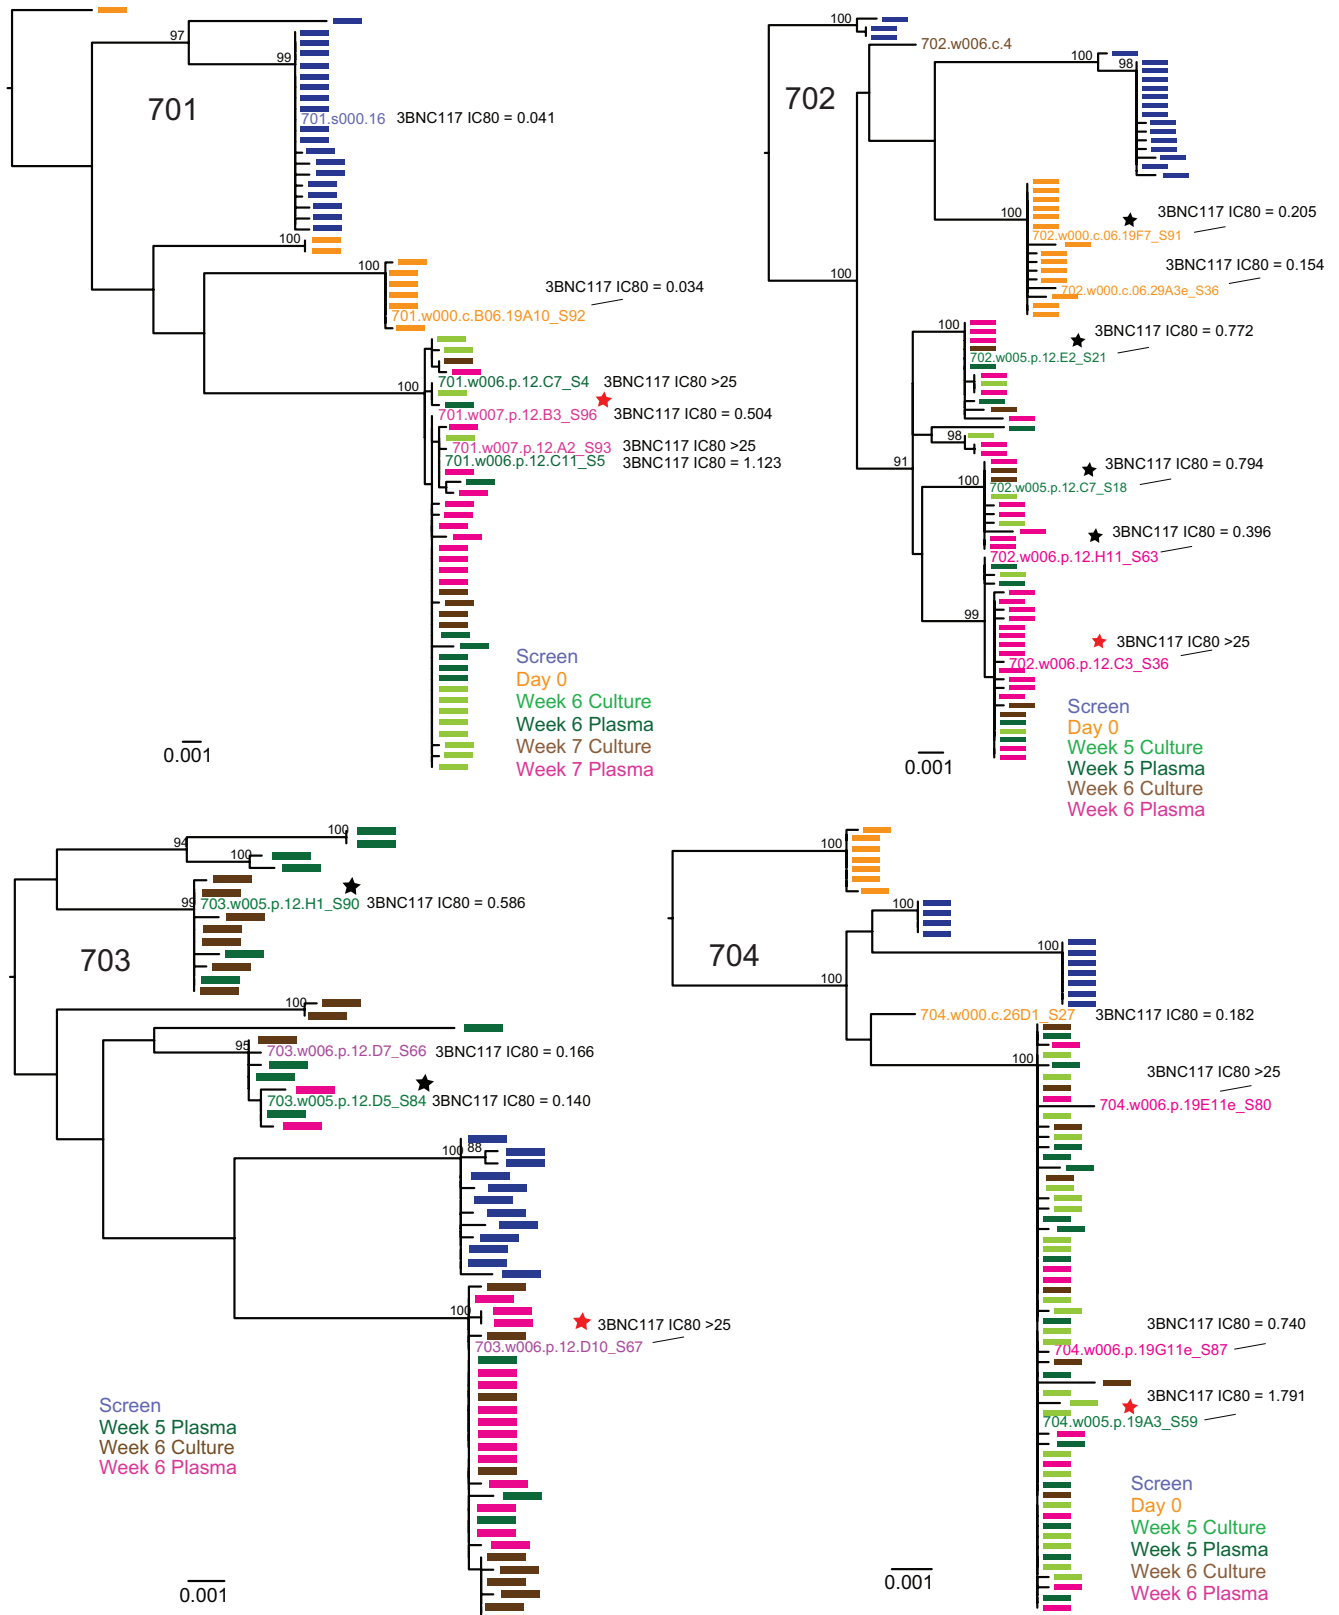 701
97
99
701.s000.16 3BNC117 IC80 = 0.041
100
100
3BNC117 IC80 = 0.034
701.w000.c.B06.19A10_S92
100
701.w006.p.12.C7_S4 3BNC117 IC80 >25
701.w007.p.12.B3_S96 3BNC117 IC80 = 0.504
701.w007.p.12.A2_S93 3BNC117 IC80 >25
701.w006.p.12.C11_S5 3BNC117 IC80 = 1.123
Screen
Day 0
Week 6 Culture
Week 6 Plasma
Week 7 Culture
Week 7 Plasma
0.001
702
100
702.w006.c.4
100
98
100
3BNC117 IC80 = 0.205
702.w000.c.06.19F7_S91
3BNC117 IC80 = 0.154
702.w000.c.06.29A3e_S36
100
100
3BNC117 IC80 = 0.772
702.w005.p.12.E2_S21
98
91
3BNC117 IC80 = 0.794
100
702.w005.p.12.C7_S18
3BNC117 IC80 = 0.396
702.w006.p.12.H11_S63
99
3BNC117 IC80 >25
702.w006.p.12.C3_S36
Screen
Day 0
Week 5 Culture
Week 5 Plasma
Week 6 Culture
Week 6 Plasma
0.001
703
100
94
100
99
703.w005.p.12.H1_S90 3BNC117 IC80 = 0.586
100
95
703.w006.p.12.D7_S66 3BNC117 IC80 = 0.166
703.w005.p.12.D5_S84 3BNC117 IC80 = 0.140
100
88
100
3BNC117 IC80 >25
703.w006.p.12.D10_S67
Screen
Week 5 Plasma
Week 6 Culture
Week 6 Plasma
0.001
704
100
100
100
100
704.w000.c.26D1_S27 3BNC117 IC80 = 0.182
100
3BNC117 IC80 >25
704.w006.p.19E11e_S80
3BNC117 IC80 = 0.740
704.w006.p.19G11e_S87
3BNC117 IC80 = 1.791
704.w005.p.19A3_S59
Screen
Day 0
Week 5 Culture
Week 5 Plasma
Week 6 Culture
Week 6 Plasma
0.001